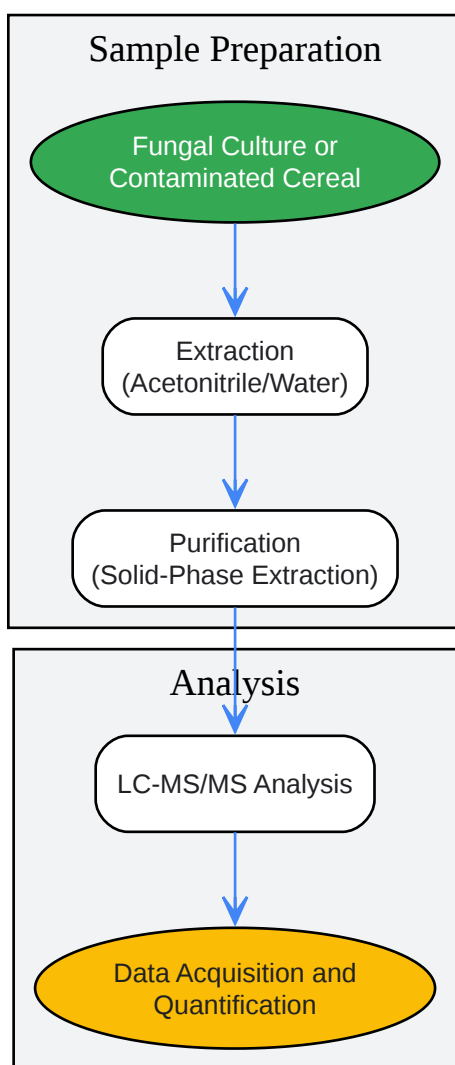 Sample Preparation
Fungal Culture or
Contaminated Cereal
Extraction
(Acetonitrile/Water)
Purification
(Solid-Phase Extraction)
Analysis
LC-MS/MS Analysis
Data Acquisition and
Quantification